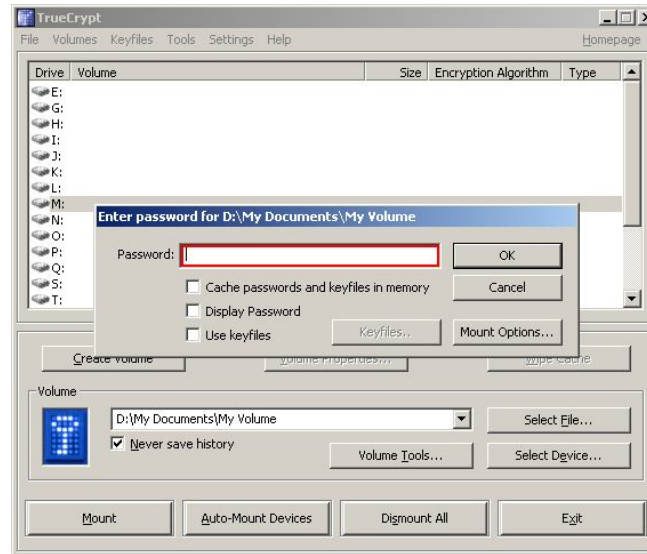 TrueCrypt
File Volumes Keyfiles Tools Settings Help Homepage
Drive Volume Size Encryption Algorithm Type
E:
G:
H:
I:
J:
K:
L:
M:
N:
O:
P:
Q:
S:
T:
Enter password for D:\My Documents\My Volume
Password: OK
Cache passwords and keyfiles in memory Cancel
Display Password
Use keyfiles Keyfiles... Mount Options...
Create Volume Volume Properties... Wipe Cache
Volume
D:\My Documents\My Volume Select File...
Never save history
Volume Tools... Select Device...
Mount Auto-Mount Devices Dismount All Exit